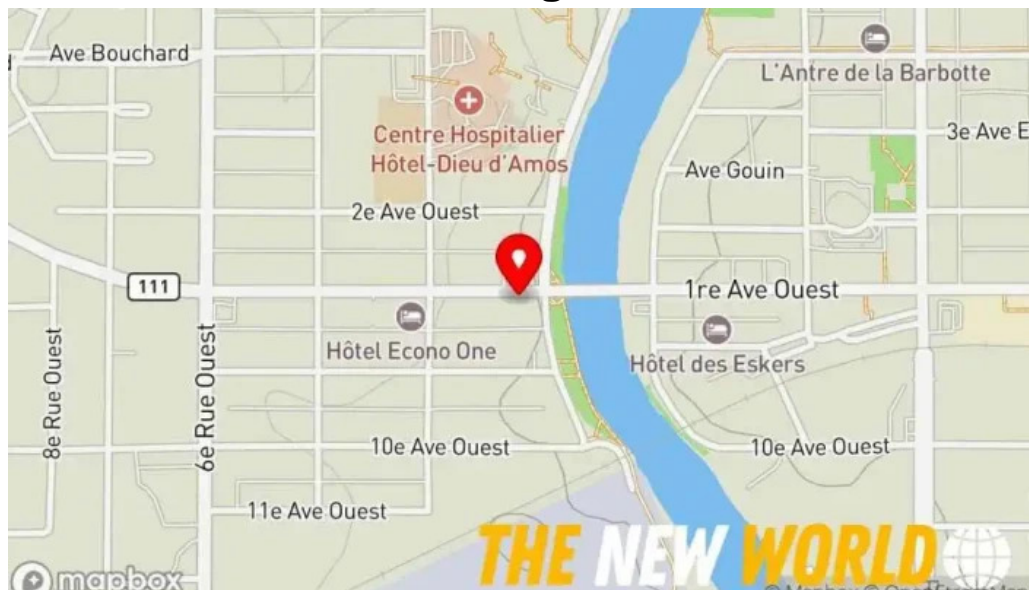 Ave Bouchard
L'Antre de la Barbotte
Centre Hospitalier
Hôtel-Dieu d'Amos
3e Ave E
Ave Gouin
2e Ave Ouest
111
1re Ave Ouest
Hôtel Econo One
Hôtel des Eskers
8e Rue Ouest
6e Rue Ouest
10e Ave Ouest
10e Ave Ouest
11e Ave Ouest
THE NEW WORLD
mapbox